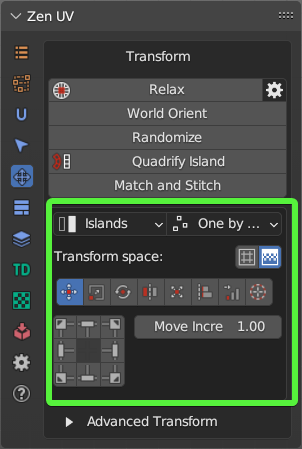 Zen UV
Transform
Relax
World Orient
Randomize
Quadrify Island
Match and Stitch
Islands One by ...
Transform space:
TD
Move Incre 1.00
Advanced Transform